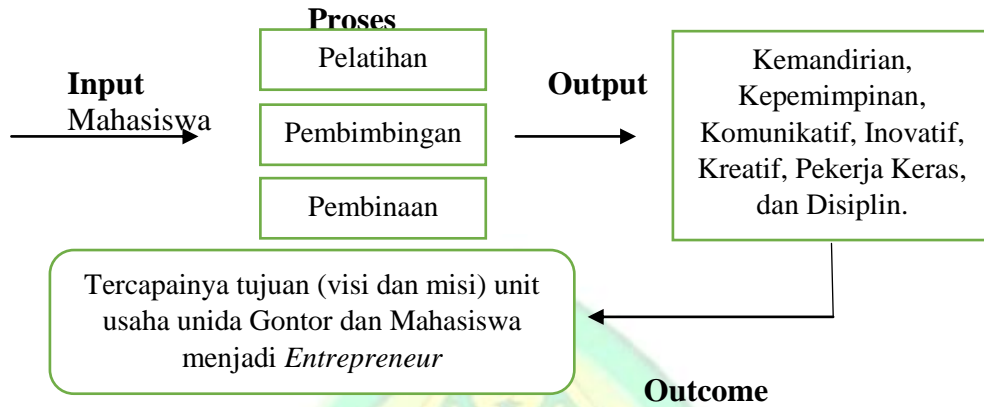 Proses
Input
Mahasiswa
Pelatihan
Pembimbingan
Pembinaan
Output
Kemandirian,
Kepemimpinan,
Komunikatif, Inovatif,
Kreatif, Pekerja Keras,
dan Disiplin.
Tercapainya tujuan (visi dan misi) unit
usaha unida Gontor dan Mahasiswa
menjadi Entrepreneur
Outcome